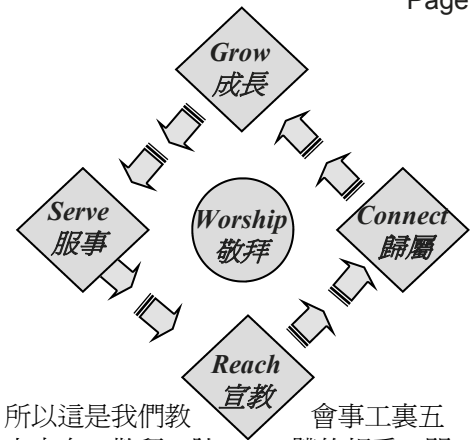 Page
Grow
成長
Serve
服事
Worship
敬拜
Connect
歸屬
Reach
宣教
所以這是我們教 會事工裏五